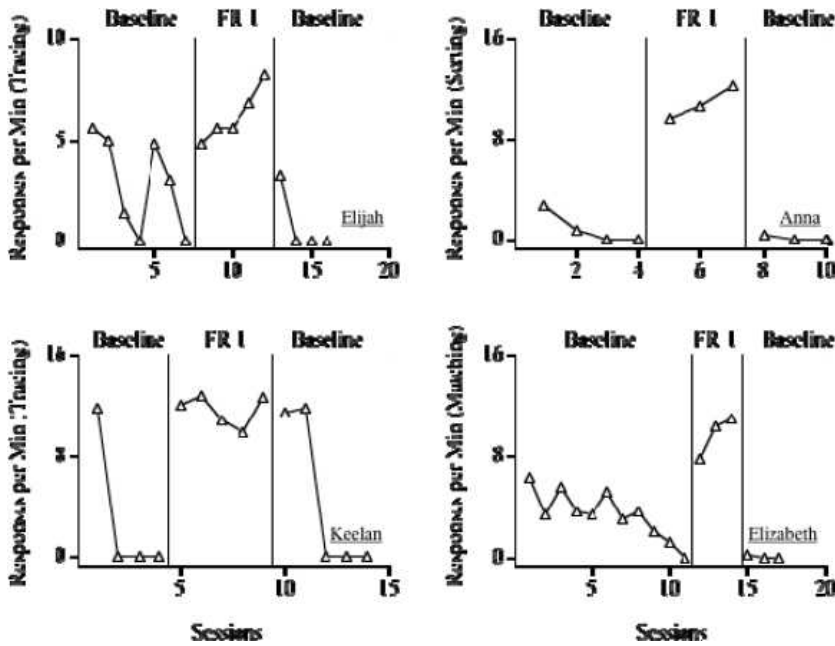 Baseline FR 1 Baseline
Responses per Min (Tracing)
10
5
0
Elijah
5 10 15 20
Baseline FR 1 Baseline
Responses per Min (Sorting)
16
8
0
Anna
2 4 6 8 10
Baseline FR 1 Baseline
Responses per Min (Tracing)
16
8
0
Keelan
5 10 15
Sessions
Baseline FR 1 Baseline
Responses per Min (Matching)
16
8
0
Elizabeth
5 10 15 20
Sessions